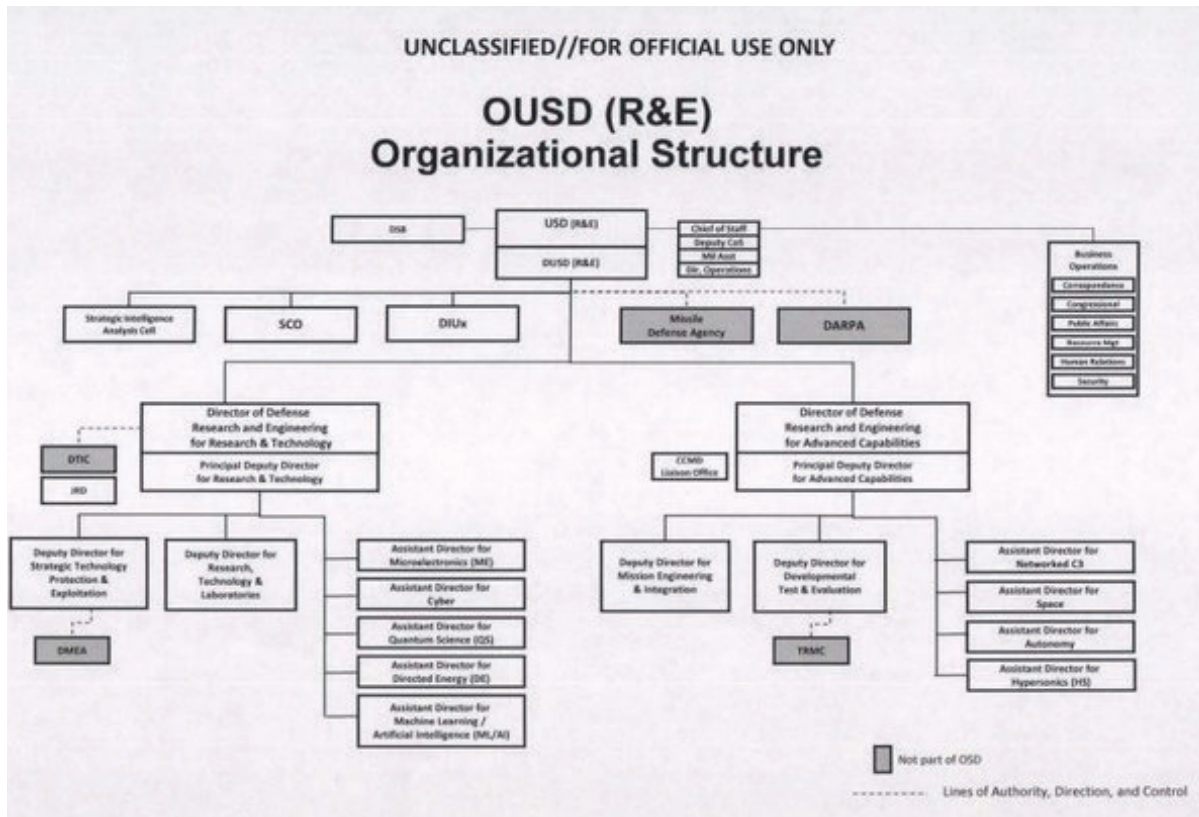 UNCLASSIFIED//FOR OFFICIAL USE ONLY
OUSD (R&E)
Organizational Structure
DSB
USD (R&E)
DUSD (R&E)
Chief of Staff
Deputy CoS
Mil Asst
Dir, Operations
Business
Operations
Correspondence
Congressional
Public Affairs
Resource Mgt
Human Relations
Security
Strategic Intelligence
Analysis Cell
SCO
DIUx
Missile
Defense Agency
DARPA
Director of Defense
Research and Engineering
for Research & Technology
Principal Deputy Director
for Research & Technology
DTIC
JRD
Deputy Director for
Strategic Technology
Protection &
Exploitation
DMEA
Deputy Director for
Research,
Technology &
Laboratories
Assistant Director for
Microelectronics (ME)
Assistant Director for
Cyber
Assistant Director for
Quantum Science (QS)
Assistant Director for
Directed Energy (DE)
Assistant Director for
Machine Learning /
Artificial Intelligence (ML/AI)
Director of Defense
Research and Engineering
for Advanced Capabilities
Principal Deputy Director
for Advanced Capabilities
CCMD
Liaison Office
Deputy Director for
Mission Engineering
& Integration
Deputy Director for
Developmental
Test & Evaluation
TRMC
Assistant Director for
Networked C3
Assistant Director for
Space
Assistant Director for
Autonomy
Assistant Director for
Hypersonics (HS)
Not part of OSD
Lines of Authority, Direction, and Control